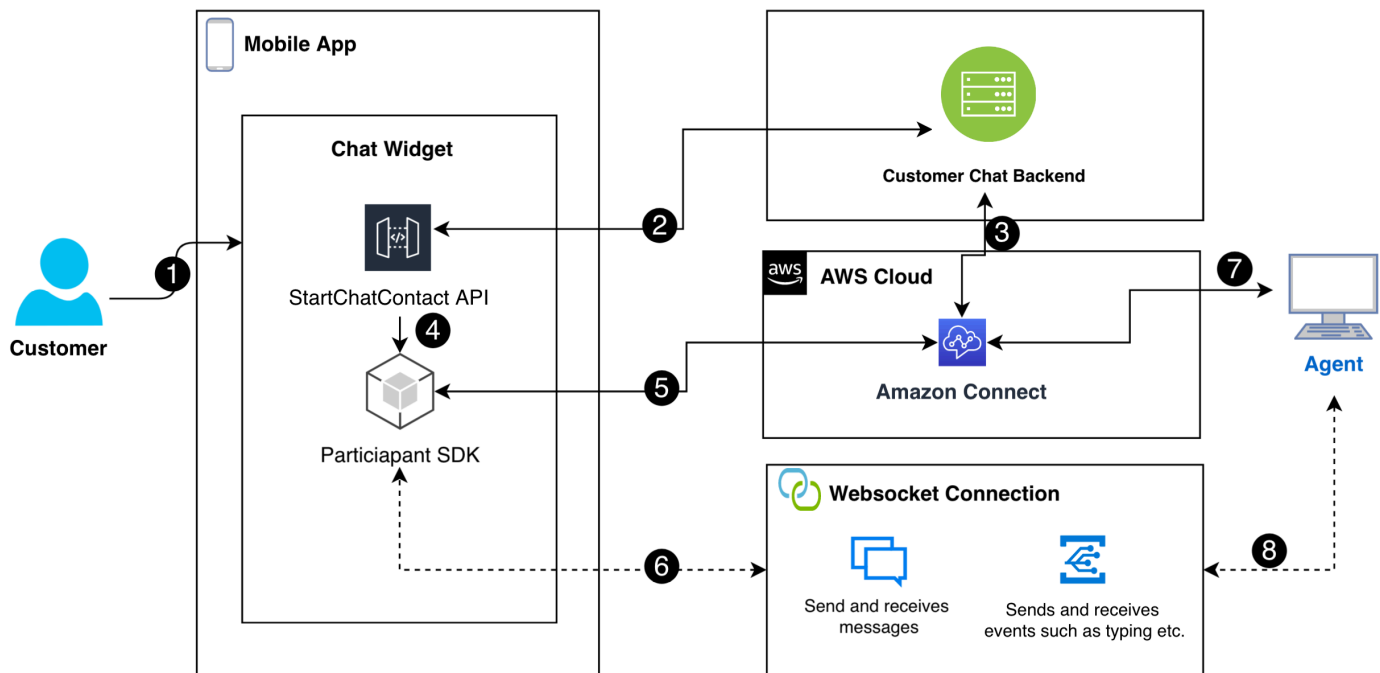 Mobile App
Chat Widget
StartChatContact API
Particiapant SDK
Customer
1
2
3
4
5
6
7
8
Customer Chat Backend
aws
AWS Cloud
Amazon Connect
Agent
Websocket Connection
Send and receives
messages
Sends and receives
events such as typing etc.